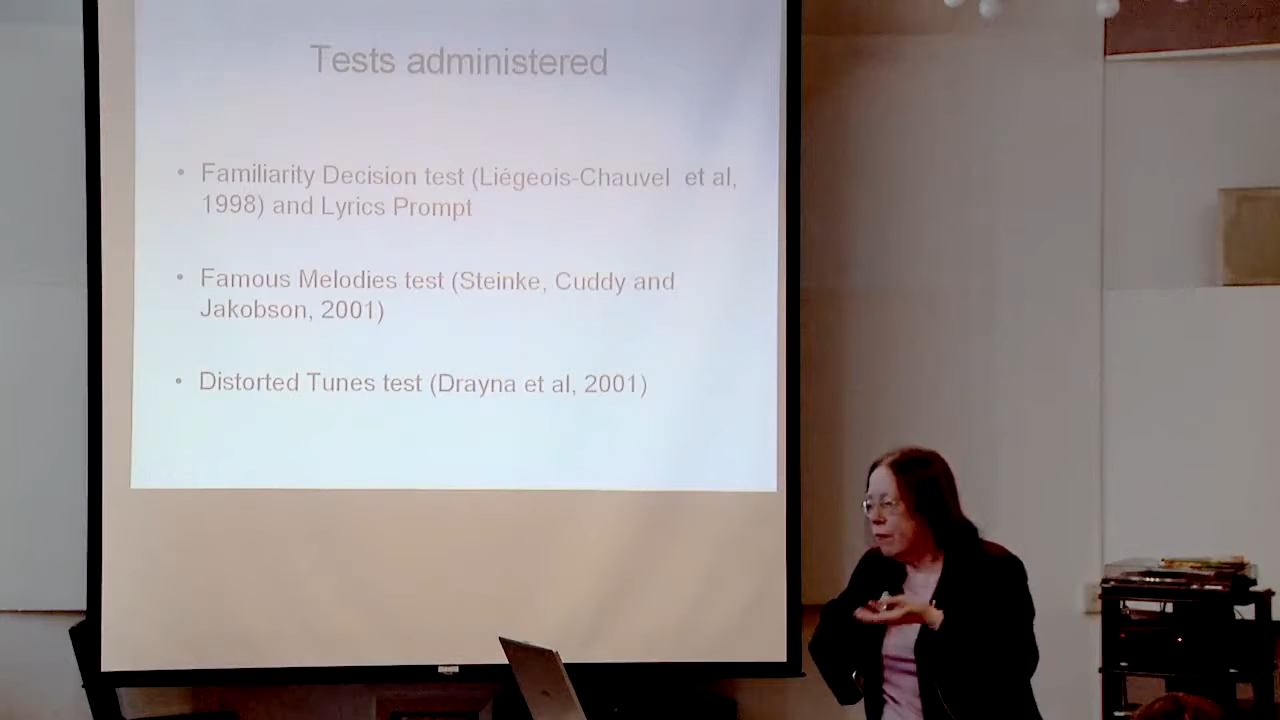 Tests administered
• Familiarity Decision test (Liégeois-Chauvel et al,
1998) and Lyrics Prompt
• Famous Melodies test (Steinke, Cuddy and
Jakobson, 2001)
• Distorted Tunes test (Drayna et al, 2001)